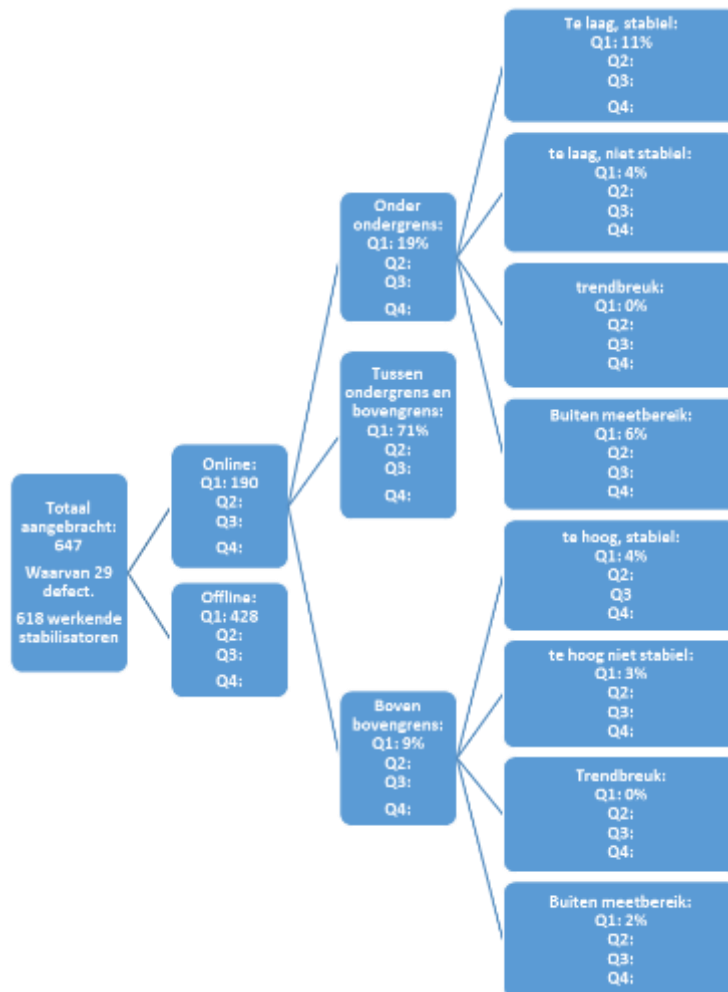 Totaal
aangebracht:
647
Waarvan 29
defect.
618 werkende
stabilisatoren
Online:
Q1: 190
Q2:
Q3:
Q4:
Offline:
Q1: 428
Q2:
Q3:
Q4:
Onder
ondergrens:
Q1: 19%
Q2:
Q3:
Q4:
Tussen
ondergrens en
bovengrens:
Q1: 71%
Q2:
Q3:
Q4:
Boven
bovengrens:
Q1: 9%
Q2:
Q3:
Q4:
Te laag, stabiel:
Q1: 11%
Q2:
Q3:
Q4:
te laag, niet stabiel:
Q1: 4%
Q2:
Q3:
Q4:
trendbreuk:
Q1: 0%
Q2:
Q3:
Q4:
Buiten meetbereik:
Q1: 6%
Q2:
Q3:
Q4:
te hoog, stabiel:
Q1: 4%
Q2:
Q3
Q4:
te hoog niet stabiel:
Q1: 3%
Q2:
Q3:
Q4:
Trendbreuk:
Q1: 0%
Q2:
Q3:
Q4:
Buiten meetbereik:
Q1: 2%
Q2:
Q3:
Q4: